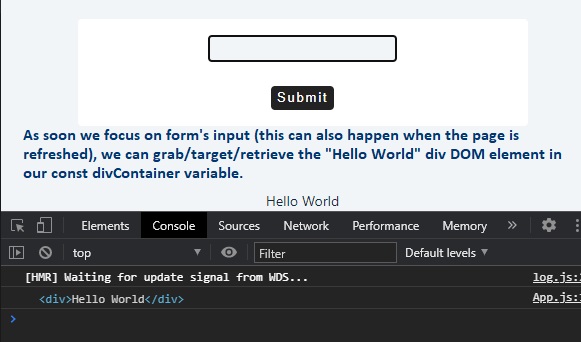 Submit
As soon we focus on form's input (this can also happen when the page is
refreshed), we can grab/target/retrieve the "Hello World" div DOM element in
our const divContainer variable.
Hello World
Elements Console Sources Network Performance Memory »
top Filter Default levels
[HMR] Waiting for update signal from WDS... log.js:
<div>Hello World</div> App.js: